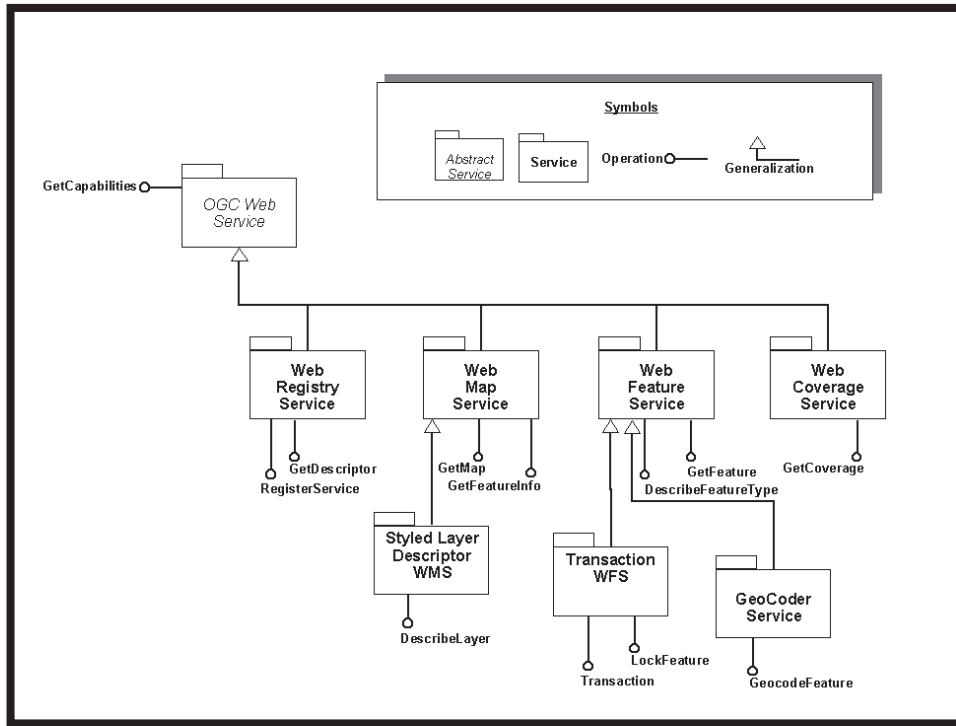 Symbols
Abstract
Service
Service
Operation
Generalization
GetCapabilities
OGC Web
Service
Web
Registry
Service
Web
Map
Service
Web
Feature
Service
Web
Coverage
Service
GetDescriptor
RegisterService
GetMap
GetFeatureInfo
GetFeature
DescribeFeatureType
GetCoverage
Styled Layer
Descriptor
WMS
Transaction
WFS
GeoCoder
Service
DescribeLayer
LockFeature
Transaction
GeocodeFeature